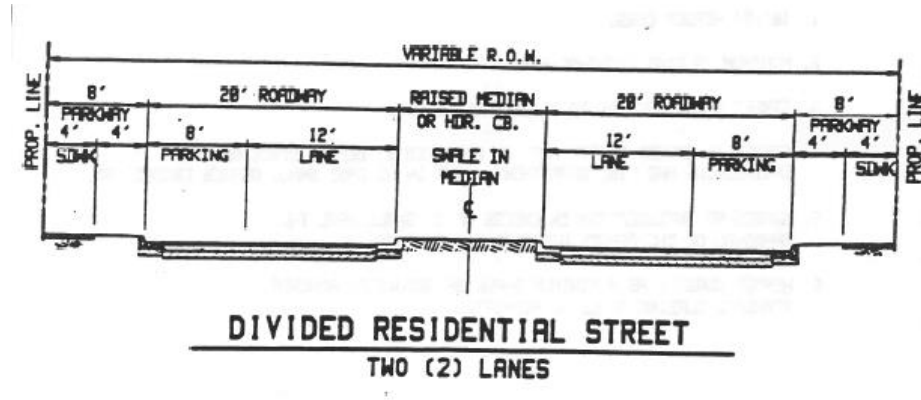 VARIABLE R.O.W.
PROP. LINE
8' PARKWAY
20' ROADWAY
RAISED MEDIAN OR HDR. CB.
20' ROADWAY
8' PARKWAY
PROP. LINE
4' SDWK
4'
8' PARKING
12' LANE
SWALE IN MEDIAN
12' LANE
8' PARKING
4'
4' SDWK
℄
DIVIDED RESIDENTIAL STREET
TWO (2) LANES